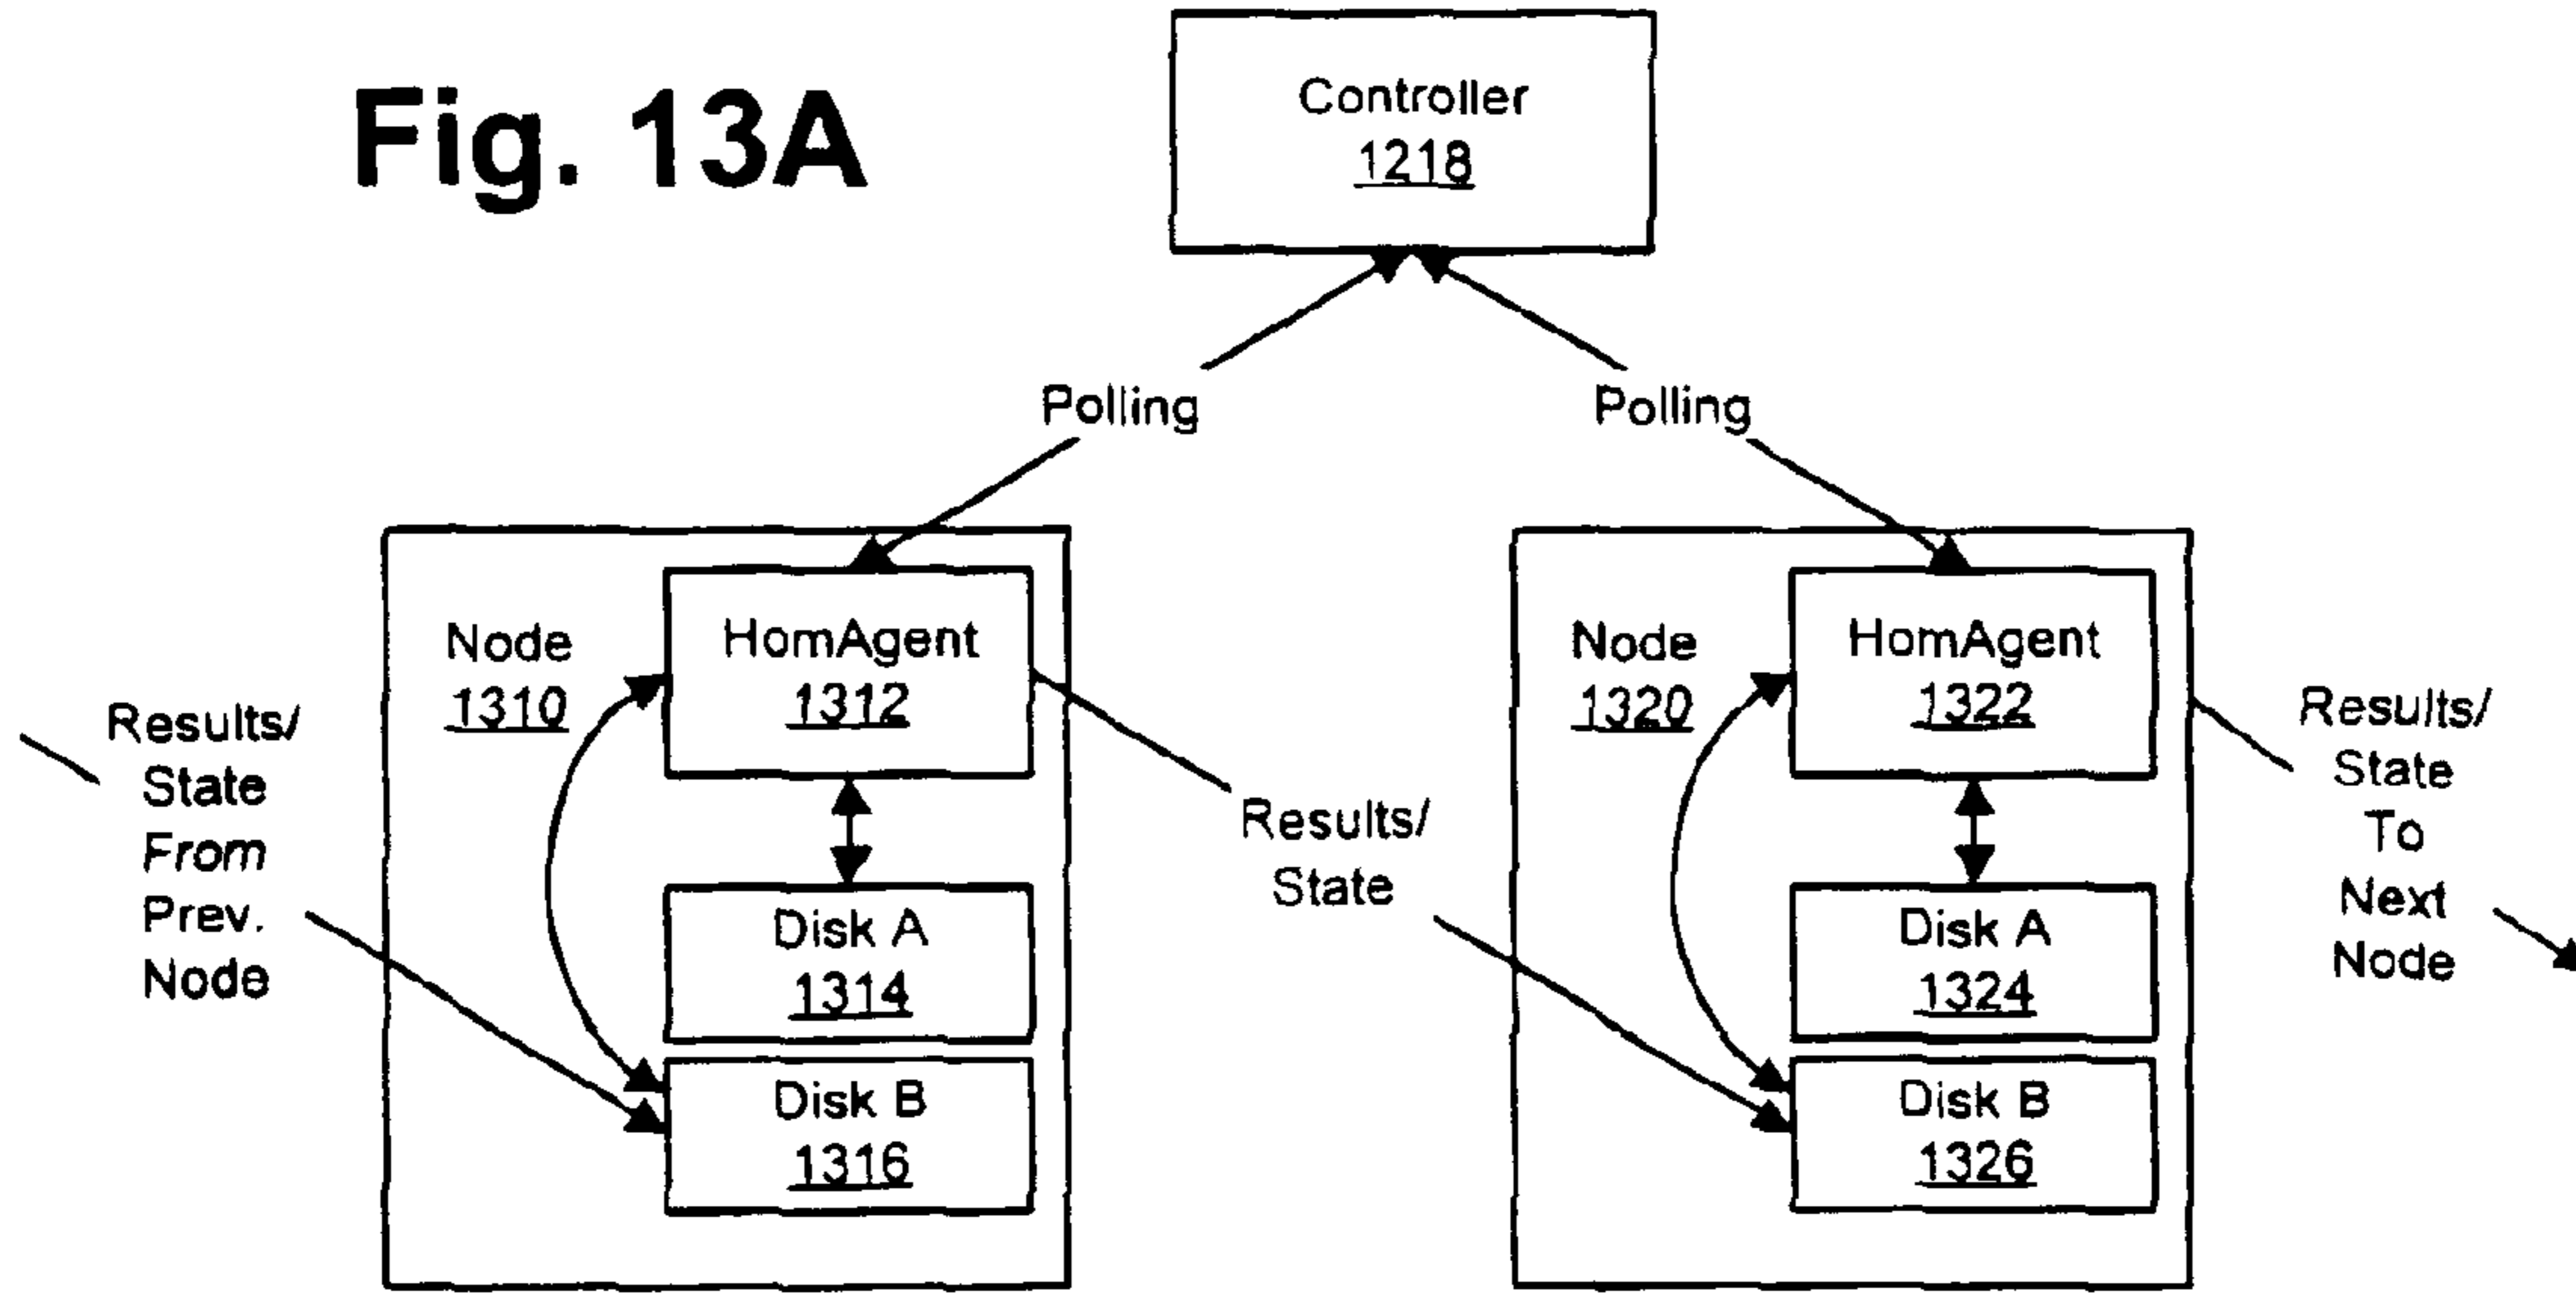 Fig. 13A
Controller
1218
Polling
Polling
Node
1310
HomAgent
1312
Disk A
1314
Disk B
1316
Results/
State
From
Prev.
Node
Results/
State
Node
1320
HomAgent
1322
Disk A
1324
Disk B
1326
Results/
State
To
Next
Node